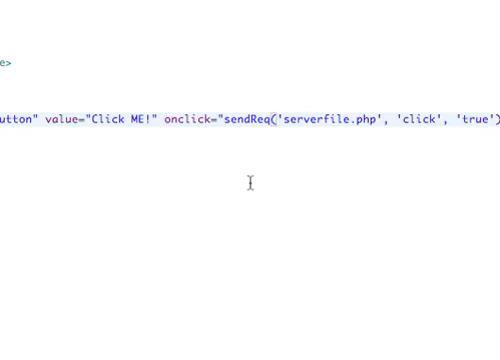 e>
utton" value="Click ME!" onclick="sendReq('serverfile.php', 'click', 'true')